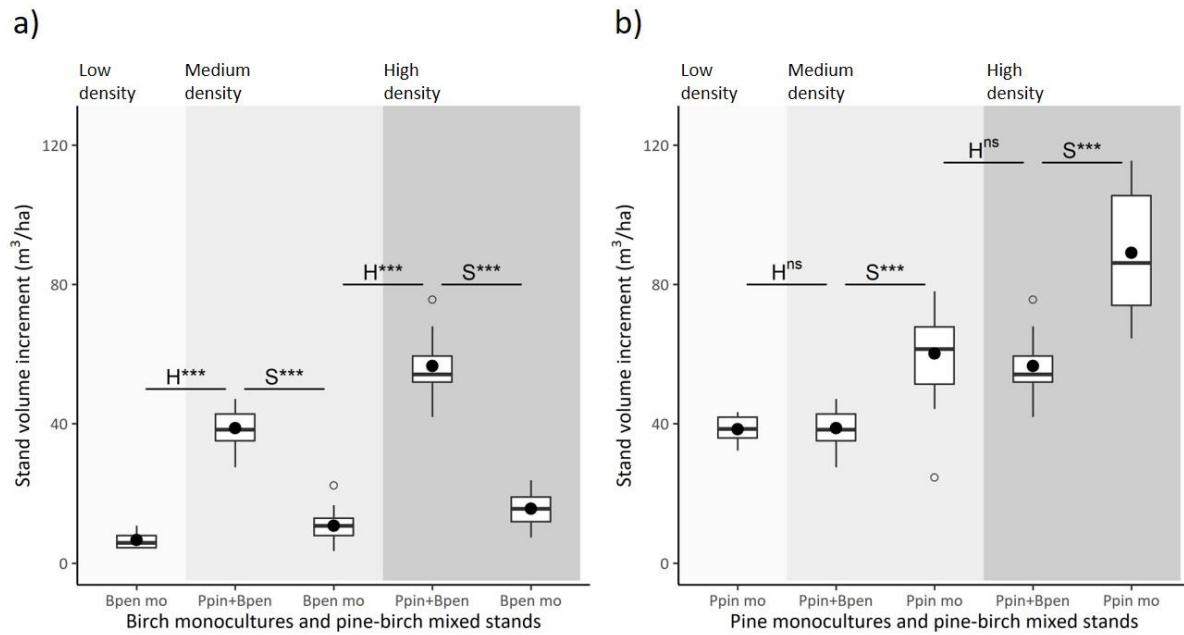 a)
Low
density
Medium
density
High
density
Stand volume increment (m³/ha)
120
80
40
0
H***
S***
H***
S***
Bpen mo
Ppin+Bpen
Bpen mo
Ppin+Bpen
Bpen mo
Birch monocultures and pine-birch mixed stands
b)
Low
density
Medium
density
High
density
Stand volume increment (m³/ha)
120
80
40
0
Hⁿˢ
S***
Hⁿˢ
S***
Ppin mo
Ppin+Bpen
Ppin mo
Ppin+Bpen
Ppin mo
Pine monocultures and pine-birch mixed stands